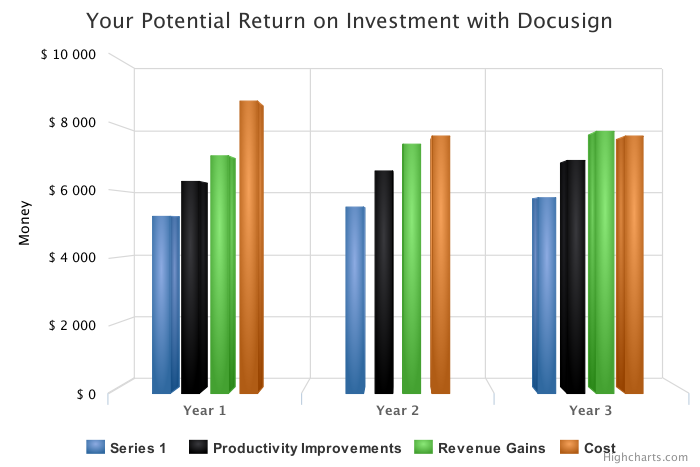 Your Potential Return on Investment with Docusign
$ 10 000
$ 8 000
$ 6 000
$ 4 000
$ 2 000
$ 0
Money
Year 1
Year 2
Year 3
Series 1
Productivity Improvements
Revenue Gains
Cost
Highcharts.com